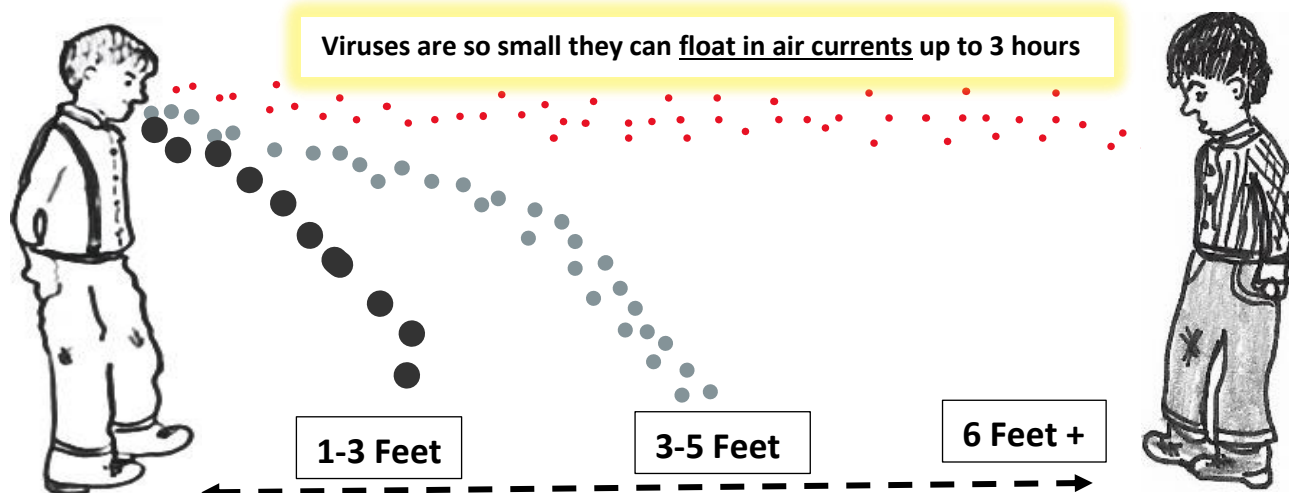 Viruses are so small they can float in air currents up to 3 hours
1-3 Feet
3-5 Feet
6 Feet +